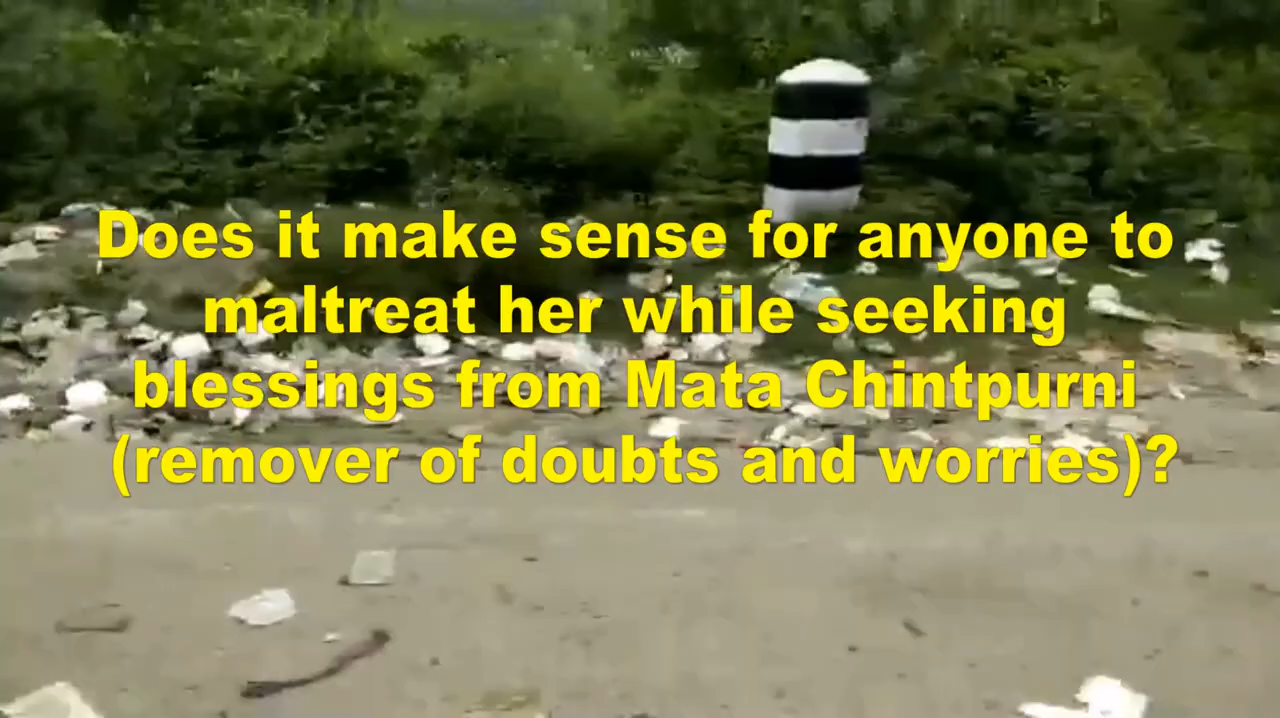 Does it make sense for anyone to
maltreat her while seeking
blessings from Mata Chintpurni
(remover of doubts and worries)?